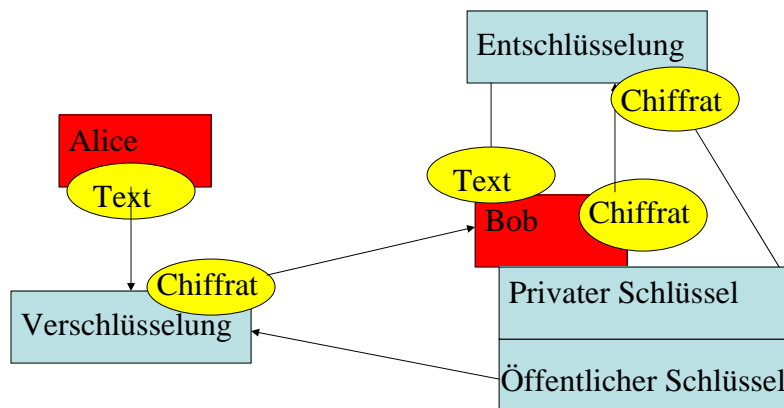 Entschlüsselung
Chiffrat
Alice
Text
Text
Bob
Chiffrat
Chiffrat
Verschlüsselung
Privater Schlüssel
Öffentlicher Schlüssel